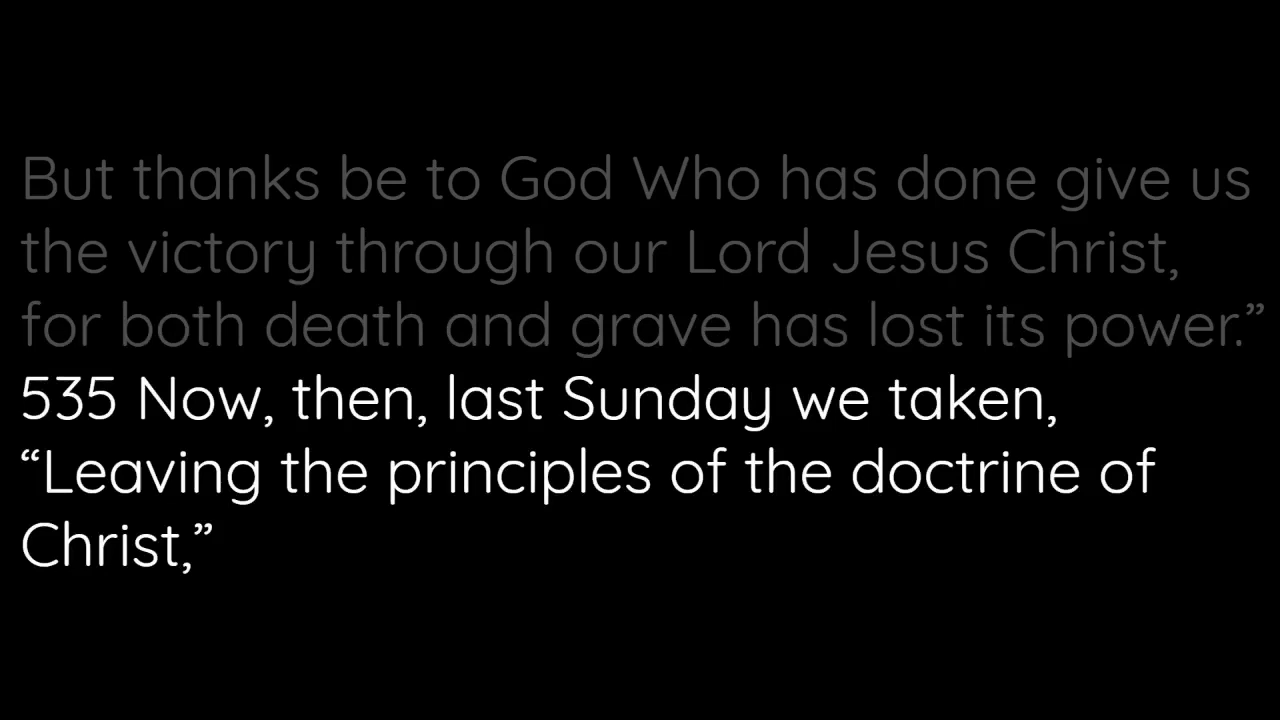 But thanks be to God Who has done give us
the victory through our Lord Jesus Christ,
for both death and grave has lost its power.”
535 Now, then, last Sunday we taken,
“Leaving the principles of the doctrine of
Christ,”